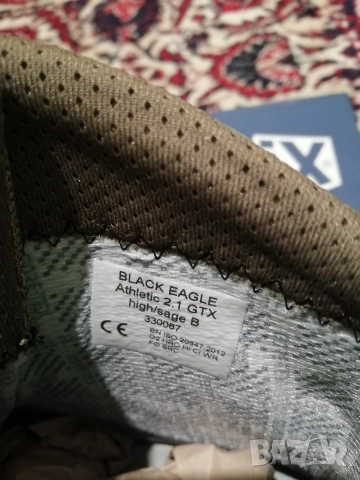 iX
BLACK EAGLE
Athletic 2.1 GTX
high/sage B
330067
CE
EN ISO 20347:2012
O2 HRO HI CI WR
FO SRC
BAZAR